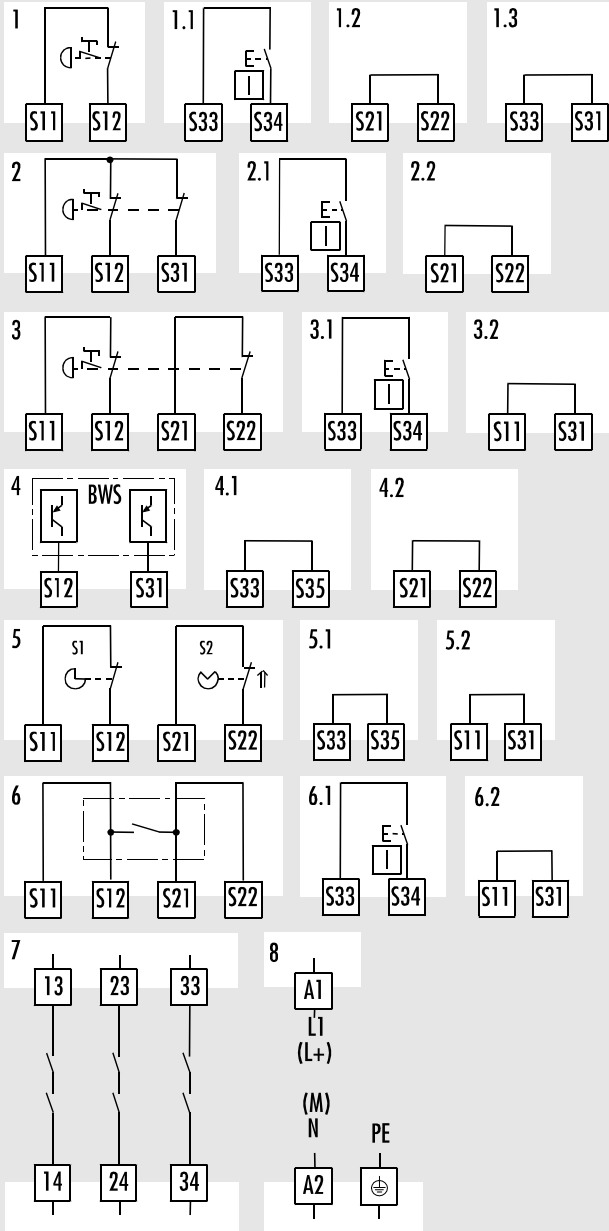 1 1.1 1.2 1.3
S11 S12 S33 S34 S21 S22 S33 S31
2 2.1 2.2
S11 S12 S31 S33 S34 S21 S22
3 3.1 3.2
S11 S12 S21 S22 S33 S34 S11 S31
4 BWS 4.1 4.2
S12 S31 S33 S35 S21 S22
5 S1 S2 5.1 5.2
S11 S12 S21 S22 S33 S35 S11 S31
6 6.1 6.2
S11 S12 S21 S22 S33 S34 S11 S31
7 8
13 23 33 A1
L1
(L+)
(M)
N PE
14 24 34 A2